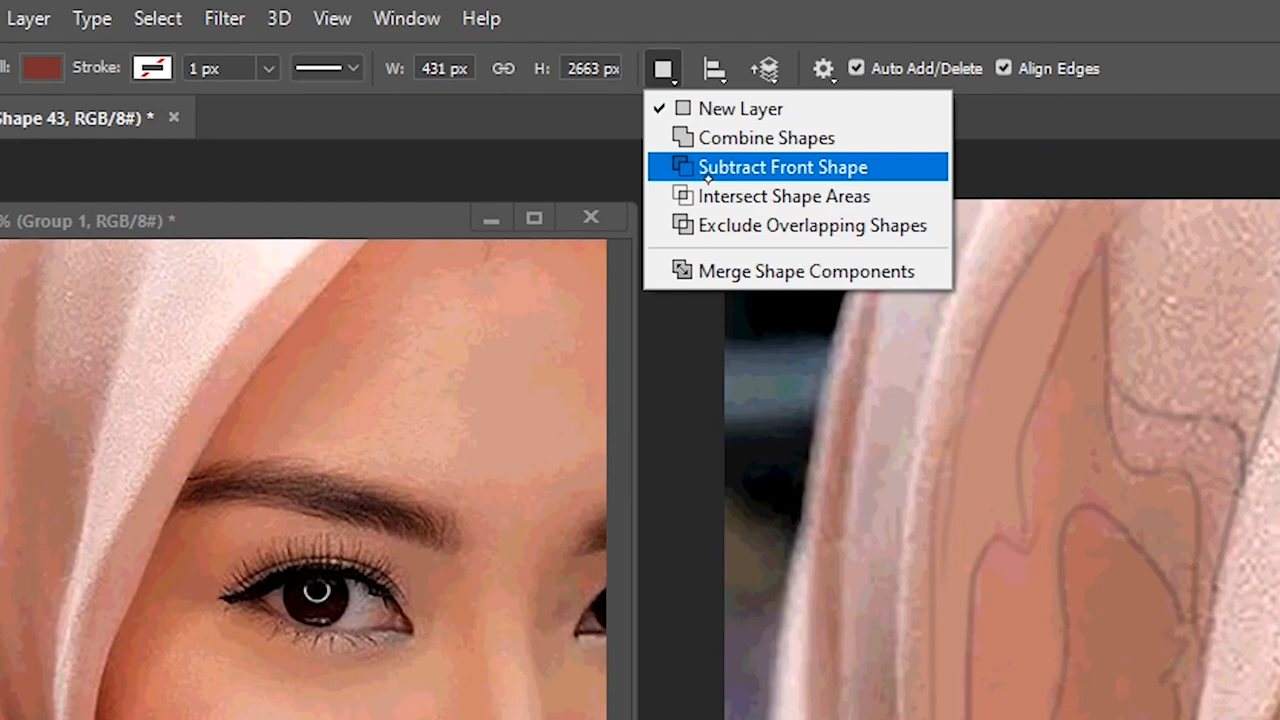 Layer Type Select Filter 3D View Window Help
Stroke: 1 px W: 431 px H: 2663 px Auto Add/Delete Align Edges
Shape 43, RGB/8#) *
New Layer
Combine Shapes
Subtract Front Shape
Intersect Shape Areas
Exclude Overlapping Shapes
Merge Shape Components
% (Group 1, RGB/8#) *